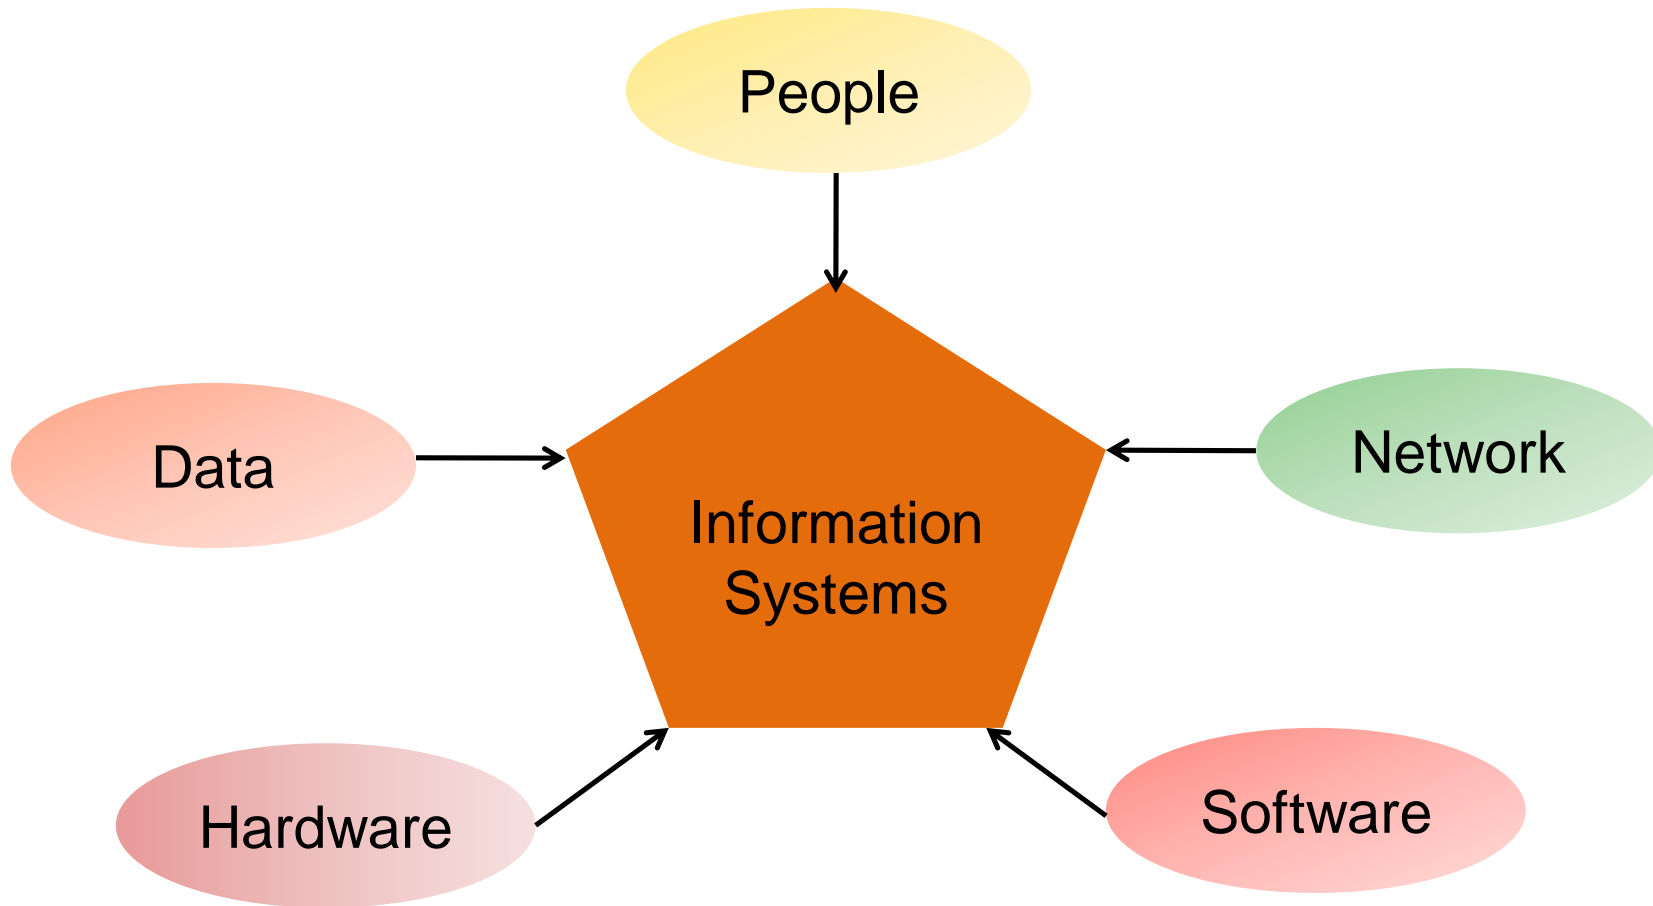 People
Data
Network
Information
Systems
Hardware
Software